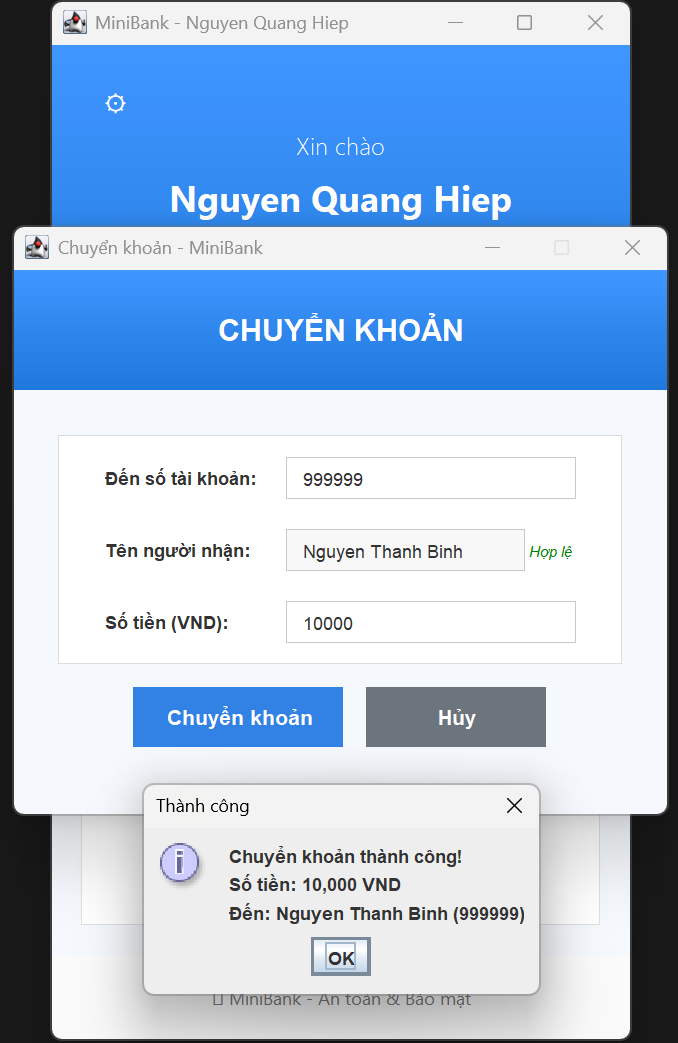 MiniBank - Nguyen Quang Hiep
Xin chào
Nguyen Quang Hiep
Chuyển khoản - MiniBank
CHUYỂN KHOẢN
Đến số tài khoản:
999999
Tên người nhận:
Nguyen Thanh Binh
Hợp lệ
Số tiền (VND):
10000
Chuyển khoản
Hủy
Thành công
Chuyển khoản thành công!
Số tiền: 10,000 VND
Đến: Nguyen Thanh Binh (999999)
OK
MiniBank - An toàn & Bảo mật